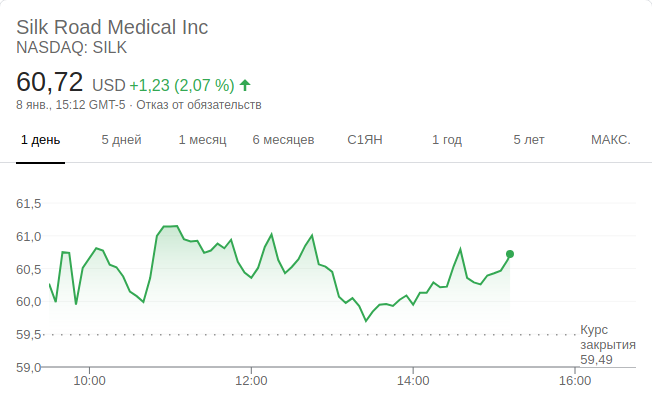 Silk Road Medical Inc
NASDAQ: SILK
60,72 USD +1,23 (2,07 %)
8 янв., 15:12 GMT-5 · Отказ от обязательств
1 день 5 дней 1 месяц 6 месяцев С1ЯН 1 год 5 лет МАКС.
61,5
61,0
60,5
60,0
59,5
Курс
закрытия
59,49
59,0
10:00 12:00 14:00 16:00